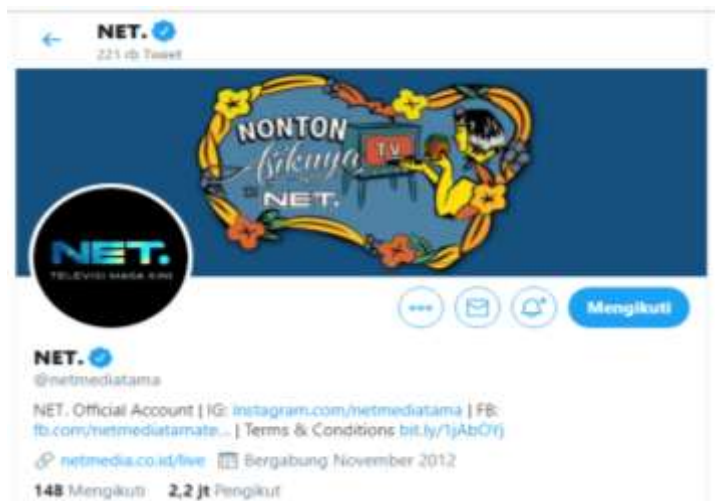 NET.
221 rb Tweet
NONTON
Asiknya
TV
DI
NET.
NET.
TELEVISI MASA KINI
Mengikuti
NET.
@netmediatama
NET. Official Account | IG: instagram.com/netmediatama | FB:
fb.com/netmediatamate... | Terms & Conditions bit.ly/1jAbOYj
netmedia.co.id/live Bergabung November 2012
148 Mengikuti 2,2 jt Pengikut